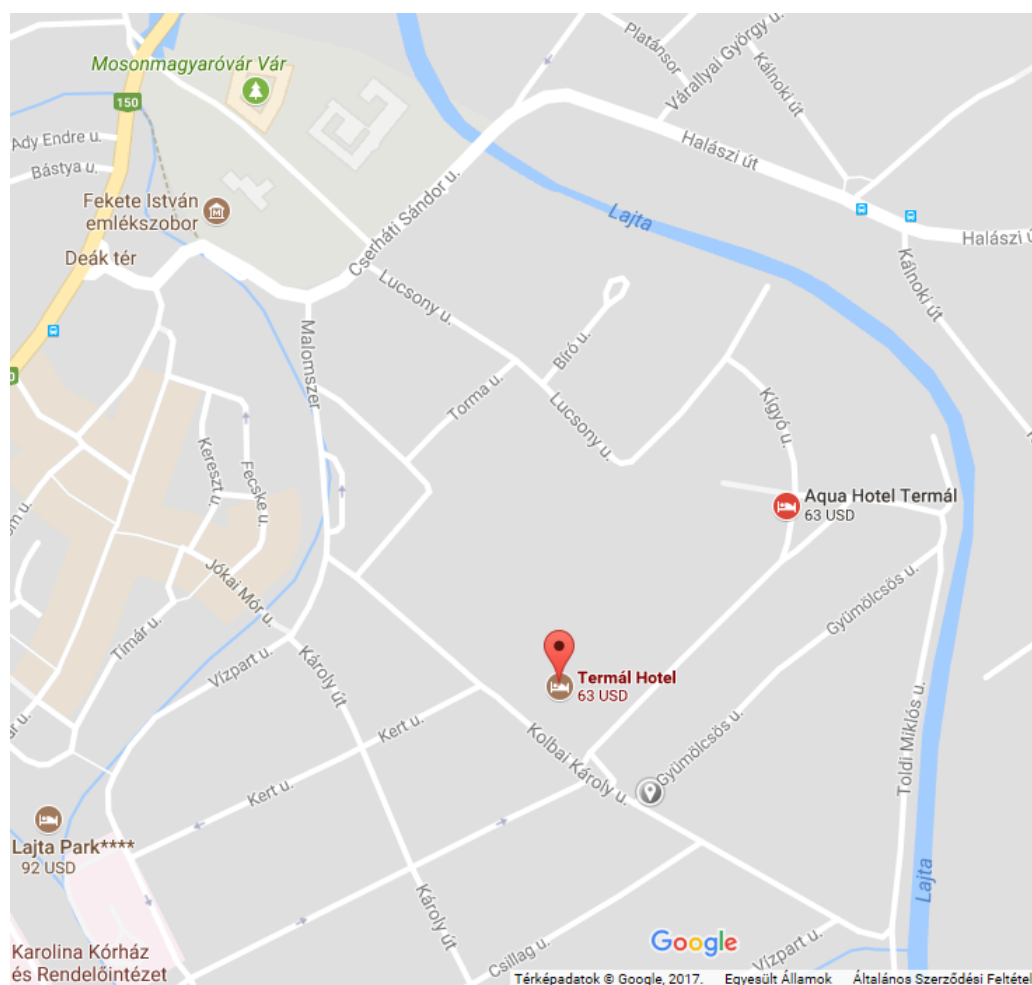 Platánsor
Várallyai György u.
Kálnoki út
Mosonmagyaróvár Vár
150
Ady Endre u.
Bástya u.
Halászi út
Fekete István
emlékszobor
Cserháti Sándor u.
Lajta
Halászi ú
Deák tér
Kálnoki út
Lucsony u.
Malomszer
Bíró u.
Torma u.
Lucsony u.
Kígyó u.
Kereszt u.
Fecske u.
Aqua Hotel Termál
63 USD
Jókai Mór u.
Gyümölcsös u.
Timár u.
Vízpart u.
Károly út
Termál Hotel
63 USD
Kert u.
Kolbai Károly u.
Gyümölcsös u.
Toldi Miklós u.
Kert u.
Lajta Park****
92 USD
Károly út
Lajta
Csillag u.
Vízpart u.
Google
Karolina Kórház
és Rendelőintézet
Térképadatok © Google, 2017. Egyesült Államok Általános Szerződési Feltétel